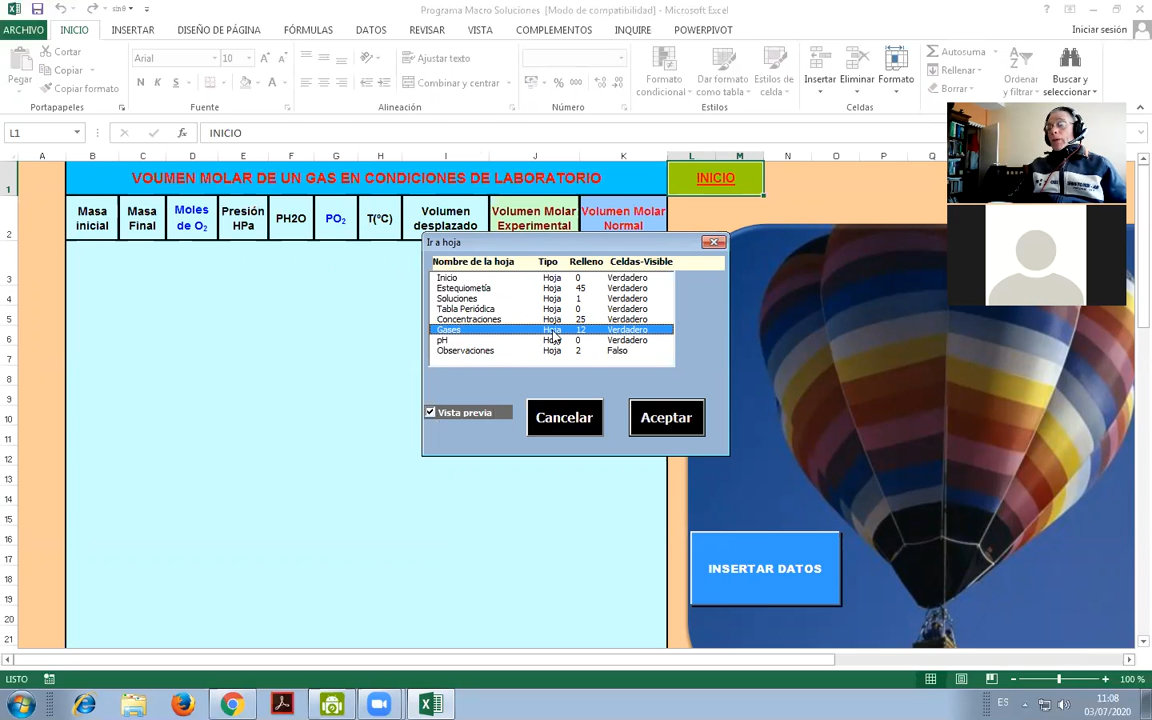 Programa Macro Soluciones [Modo de compatibilidad] - Microsoft Excel
ARCHIVO INICIO INSERTAR DISEÑO DE PÁGINA FÓRMULAS DATOS REVISAR VISTA COMPLEMENTOS INQUIRE POWERPIVOT Iniciar sesión
Pegar
Cortar
Copiar
Copiar formato
Portapapeles
Arial 10
N K S
Fuente
Ajustar texto
Combinar y centrar
Alineación
% 000
Número
Formato condicional
Dar formato como tabla
Estilos de celda
Estilos
Insertar Eliminar Formato
Celdas
Autosuma
Rellenar
Borrar
Ordenar y filtrar
Buscar y seleccionar
L1 INICIO
A B C D E F G H I J K L M N O P Q
1 VOUMEN MOLAR DE UN GAS EN CONDICIONES DE LABORATORIO INICIO
2 Masa inicial Masa Final Moles de O₂ Presión HPa PH2O PO₂ T(ºC) Volumen desplazado Volumen Molar Experimental Volumen Molar Normal
3
4
5
6
7
8
9
10
11
12
13
14
15
16
17
18
19
20
21
Ir a hoja
Nombre de la hoja Tipo Relleno Celdas-Visible
Inicio Hoja 0 Verdadero
Estequiometía Hoja 45 Verdadero
Soluciones Hoja 1 Verdadero
Tabla Periódica Hoja 0 Verdadero
Concentraciones Hoja 25 Verdadero
Gases Hoja 12 Verdadero
pH Hoja 0 Verdadero
Observaciones Hoja 2 Falso
Vista previa
Cancelar
Aceptar
INSERTAR DATOS
LISTO
100 %
ES
11:08
03/07/2020